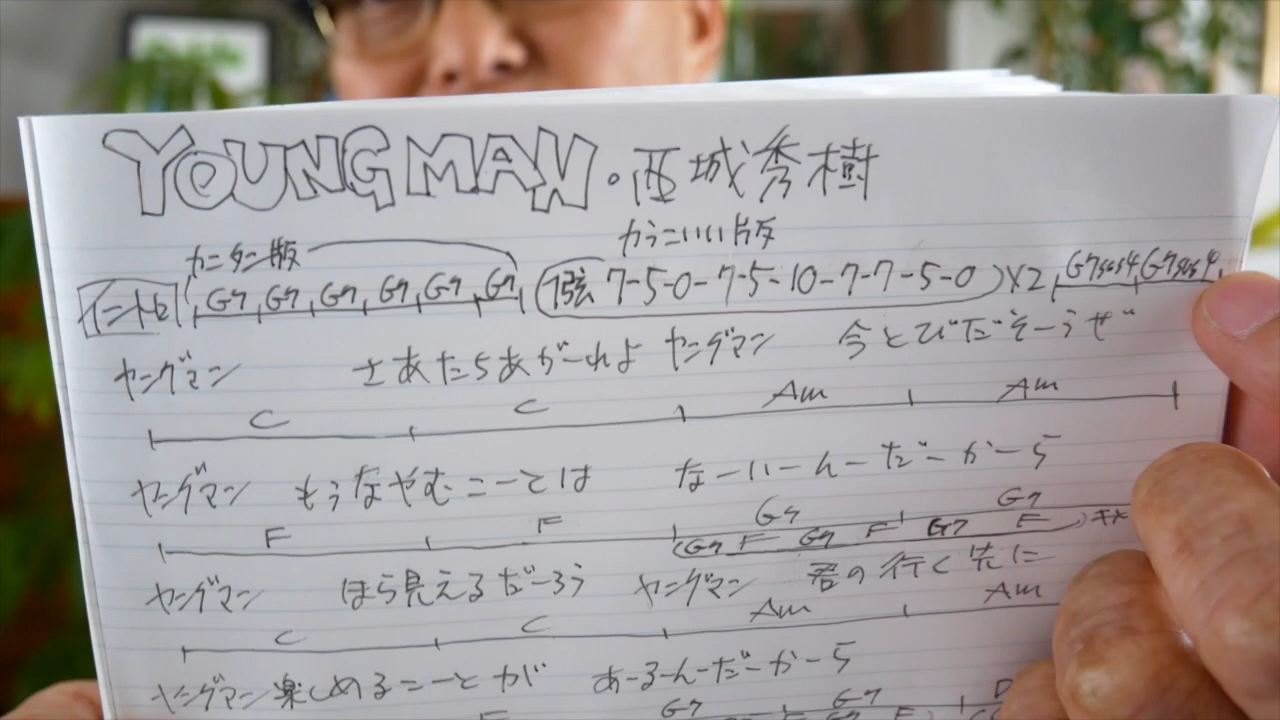 YOUNG MAN。西城秀樹
カンタン版 カっこいい版
イントロ G7 G7 G7 G7 G7 G7 (1弦 7-5-0-7-5-10-7-7-5-0)×2 G7sus4 G7sus4
ヤングマン さあたちあがーれよ ヤングマン 今とびだそーうぜ
C C Am Am
ヤングマン もうなやむこーとは なーいーんーだーかーら
F F G7 G7
(G7 F G7 F G7 F)
ヤングマン ほら見えるだーろう ヤングマン 君の行く先に
C C Am Am
ヤングマン 楽しめるこーとが あーるーんーだーかーら
F G7 G7 D